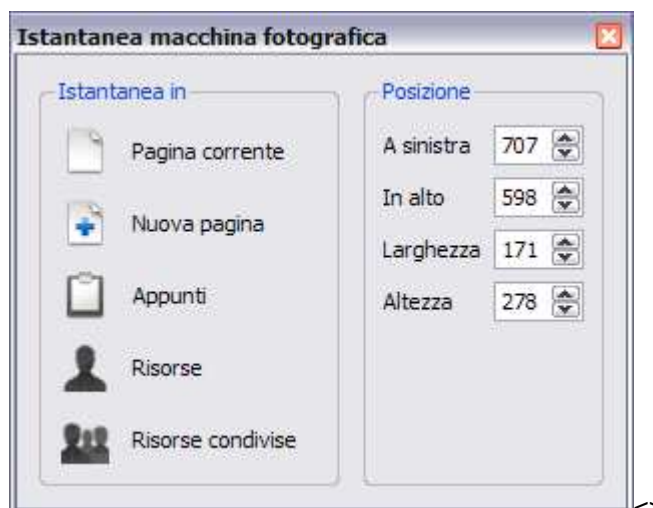 Istantanea macchina fotografica
Istantanea in
Pagina corrente
Nuova pagina
Appunti
Risorse
Risorse condivise
Posizione
A sinistra 707
In alto 598
Larghezza 171
Altezza 278